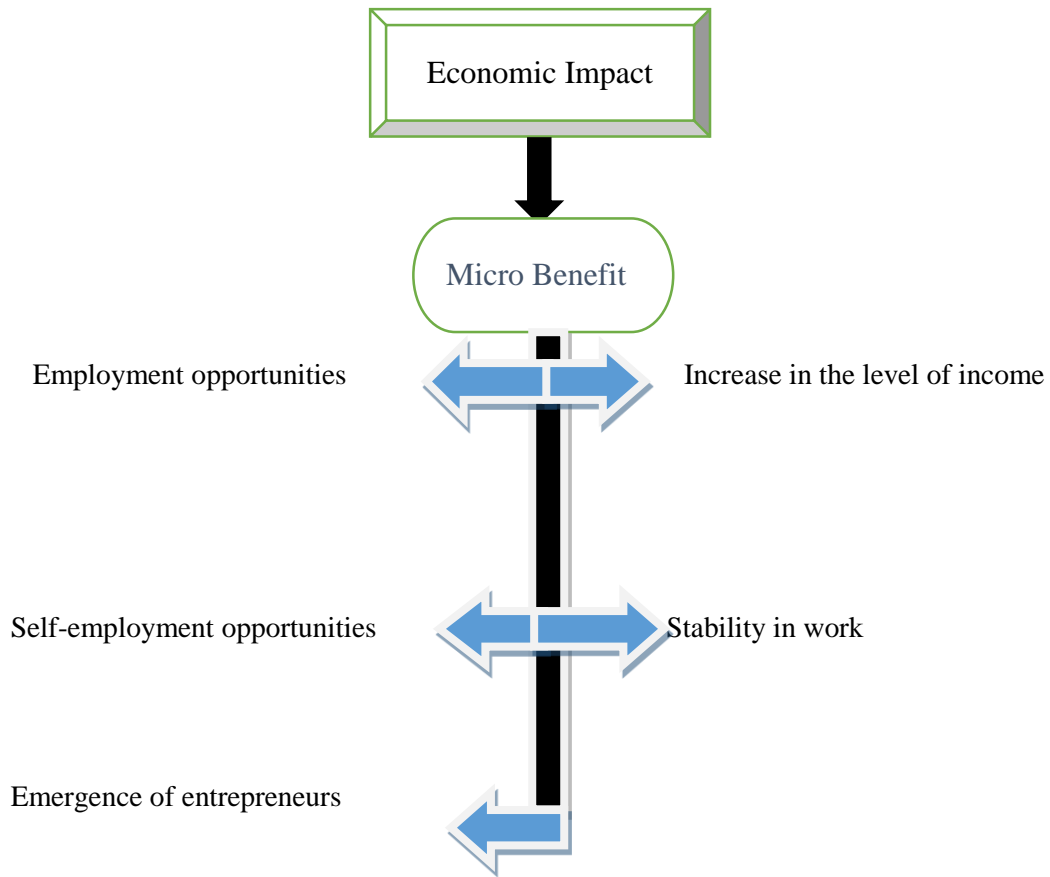 Economic Impact
Micro Benefit
Employment opportunities
Increase in the level of income
Self-employment opportunities
Stability in work
Emergence of entrepreneurs